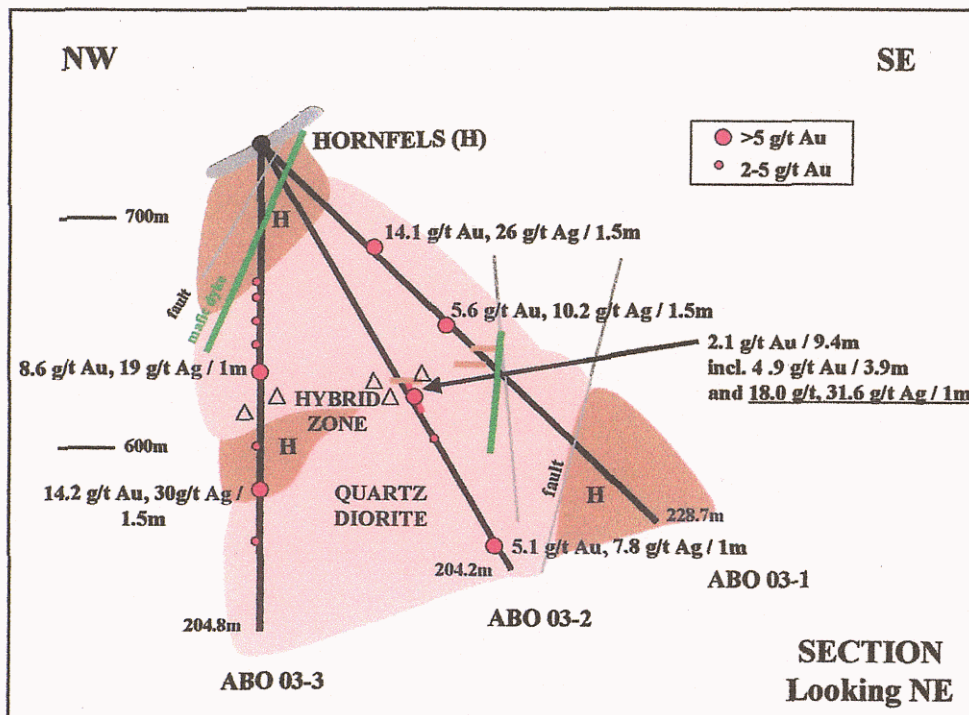 NW
SE
HORNFELS (H)
>5 g/t Au
2-5 g/t Au
H
700m
14.1 g/t Au, 26 g/t Ag / 1.5m
fault
mafic dyke
5.6 g/t Au, 10.2 g/t Ag / 1.5m
2.1 g/t Au / 9.4m
incl. 4 .9 g/t Au / 3.9m
and 18.0 g/t, 31.6 g/t Ag / 1m
8.6 g/t Au, 19 g/t Ag / 1m
HYBRID
ZONE
600m
H
fault
H
14.2 g/t Au, 30g/t Ag /
1.5m
QUARTZ
DIORITE
228.7m
5.1 g/t Au, 7.8 g/t Ag / 1m
204.2m
ABO 03-1
ABO 03-2
204.8m
ABO 03-3
SECTION
Looking NE